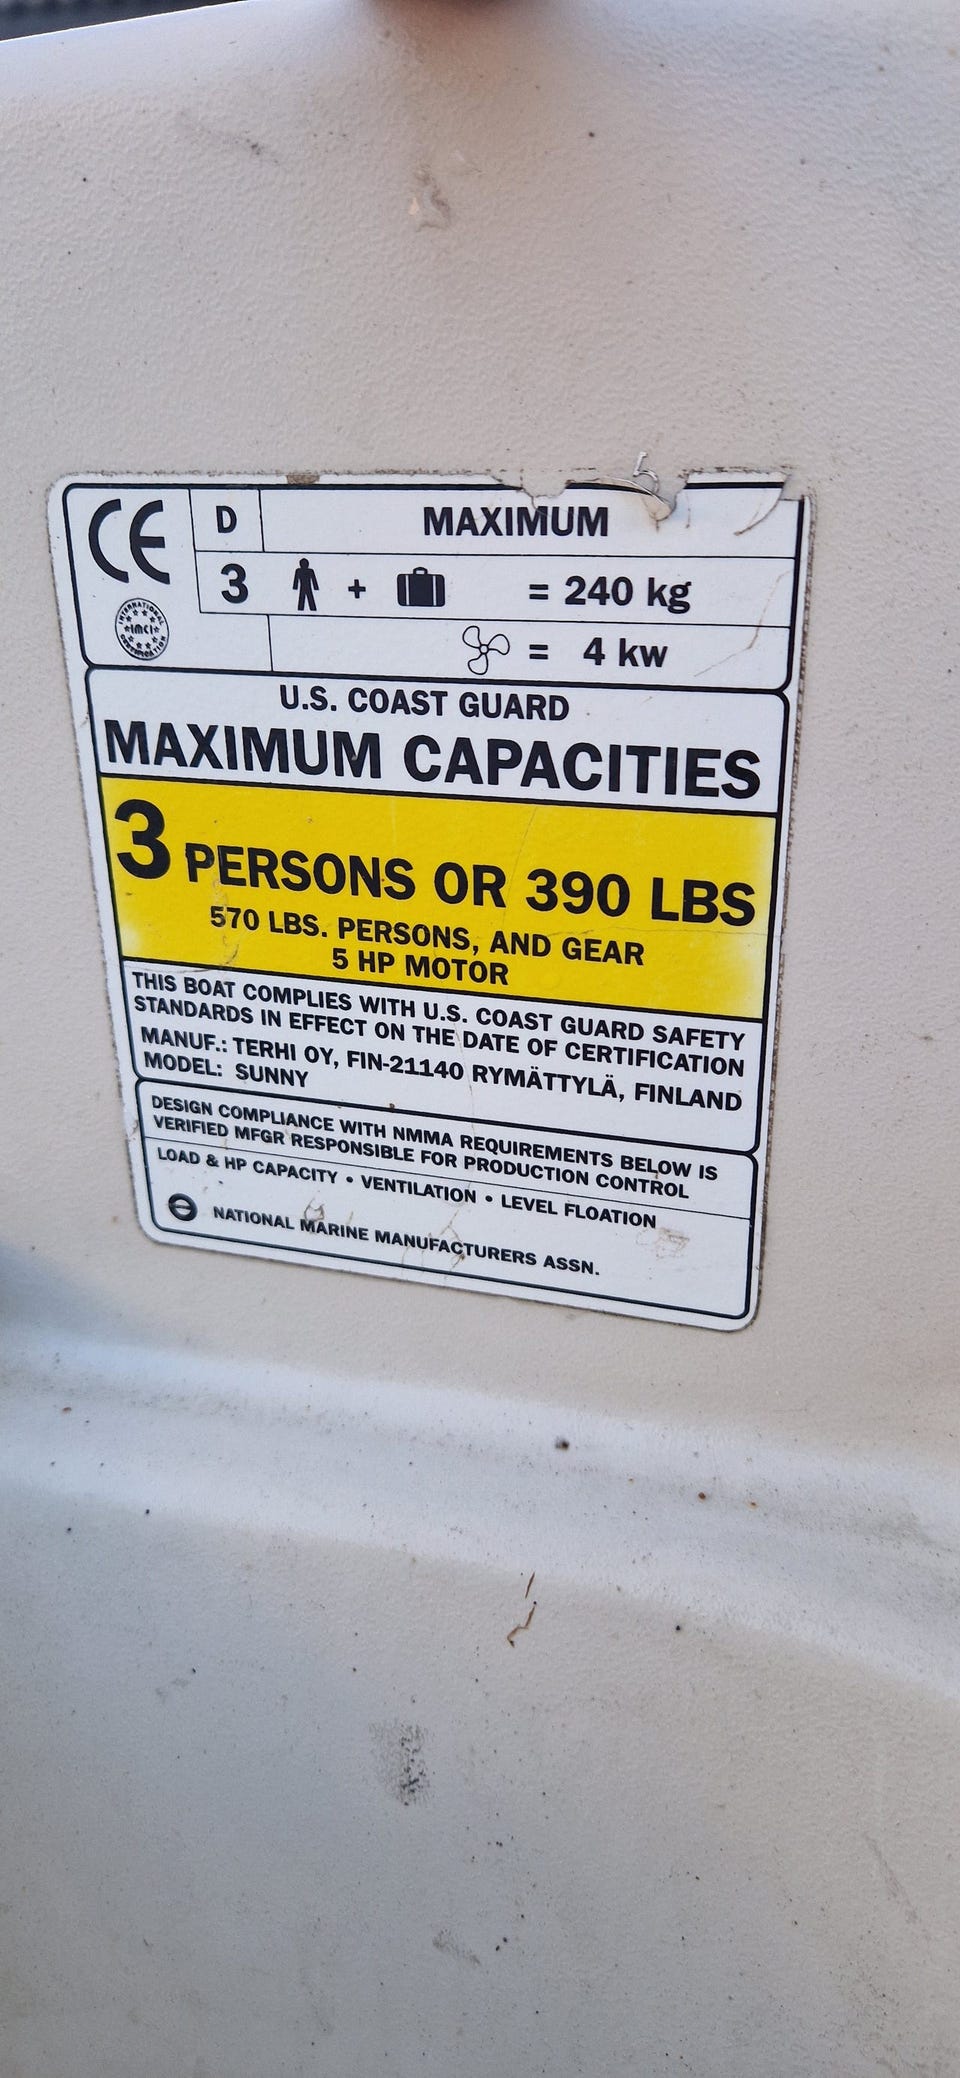 CE D MAXIMUM
3 + = 240 kg
INTERNATIONAL IMCI CERTIFICATION
= 4 kw
U.S. COAST GUARD
MAXIMUM CAPACITIES
3 PERSONS OR 390 LBS
570 LBS. PERSONS, AND GEAR
5 HP MOTOR
THIS BOAT COMPLIES WITH U.S. COAST GUARD SAFETY
STANDARDS IN EFFECT ON THE DATE OF CERTIFICATION
MANUF.: TERHI OY, FIN-21140 RYMÄTTYLÄ, FINLAND
MODEL: SUNNY
DESIGN COMPLIANCE WITH NMMA REQUIREMENTS BELOW IS
VERIFIED MFGR RESPONSIBLE FOR PRODUCTION CONTROL
LOAD & HP CAPACITY • VENTILATION • LEVEL FLOATION
NATIONAL MARINE MANUFACTURERS ASSN.